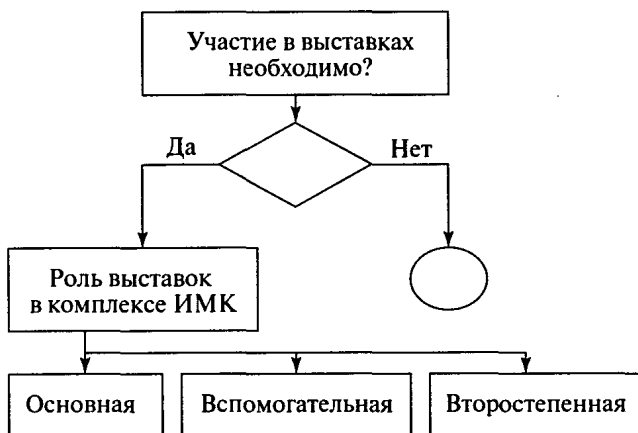 Участие в выставках
необходимо?
Да
Нет
Роль выставок
в комплексе ИМК
Основная
Вспомогательная
Второстепенная